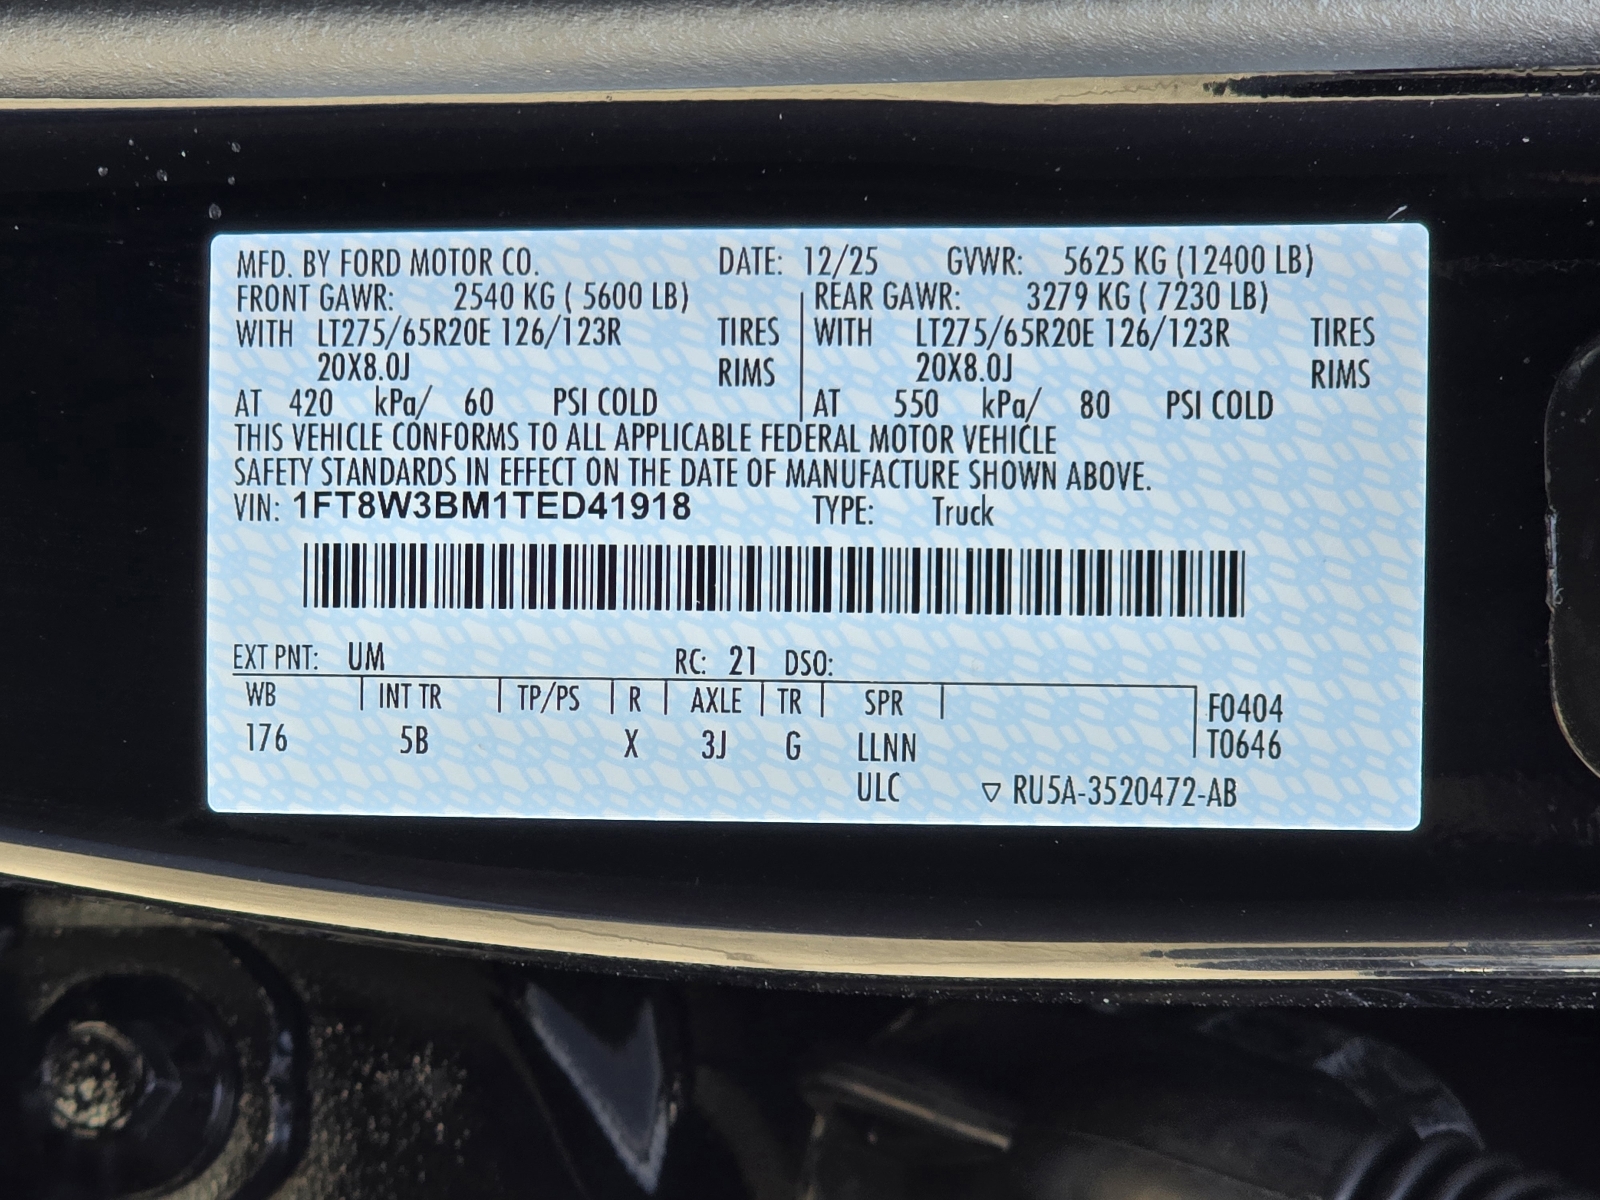 MFD. BY FORD MOTOR CO. DATE: 12/25 GVWR: 5625 KG (12400 LB)
FRONT GAWR: 2540 KG ( 5600 LB) REAR GAWR: 3279 KG ( 7230 LB)
WITH LT275/65R20E 126/123R TIRES WITH LT275/65R20E 126/123R TIRES
20X8.0J RIMS 20X8.0J RIMS
AT 420 kPa/ 60 PSI COLD AT 550 kPa/ 80 PSI COLD
THIS VEHICLE CONFORMS TO ALL APPLICABLE FEDERAL MOTOR VEHICLE
SAFETY STANDARDS IN EFFECT ON THE DATE OF MANUFACTURE SHOWN ABOVE.
VIN: 1FT8W3BM1TED41918 TYPE: Truck
EXT PNT: UM RC: 21 DSO:
WB INT TR TP/PS R AXLE TR SPR F0404
176 5B X 3J G LLNN T0646
ULC ▽ RU5A-3520472-AB